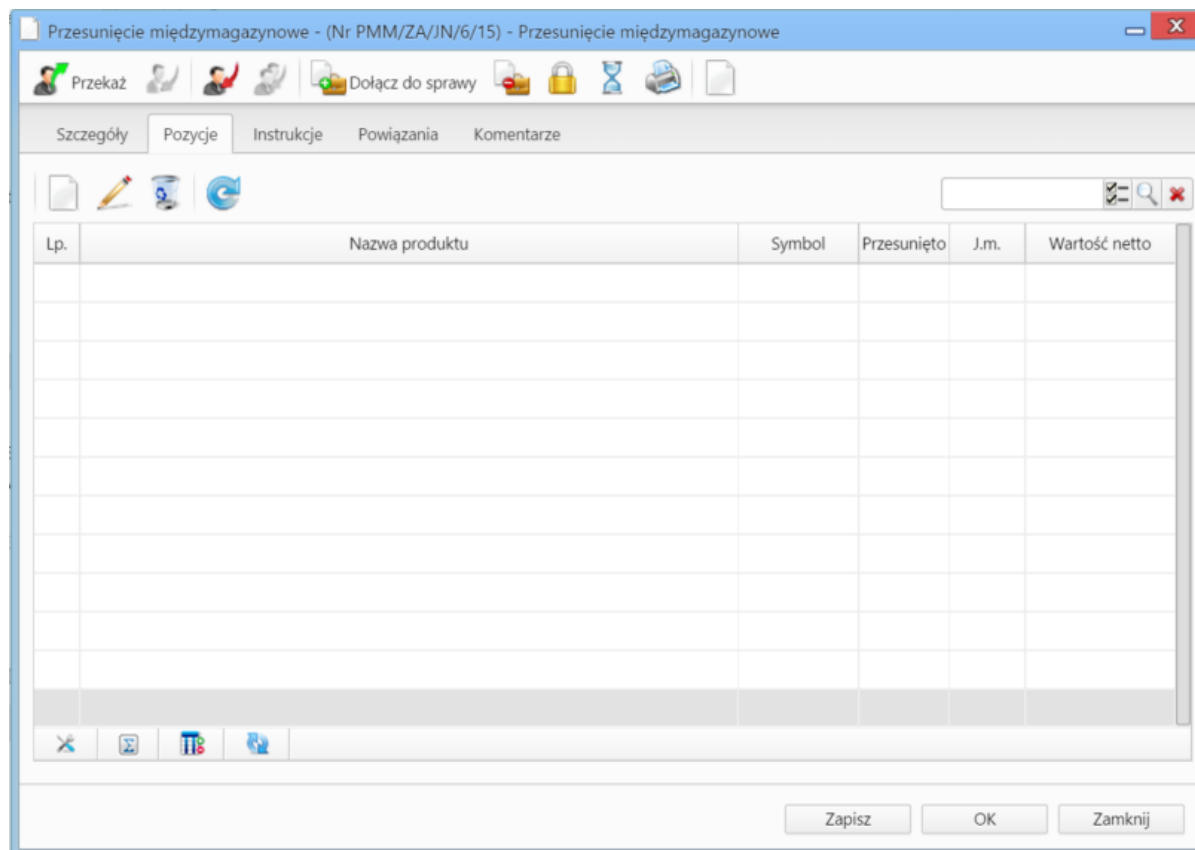 Przesunięcie międzymagazynowe - (Nr PMM/ZA/JN/6/15) - Przesunięcie międzymagazynowe
Przekaż Dołącz do sprawy
Szczegóły Pozycje Instrukcje Powiązania Komentarze
Lp. Nazwa produktu Symbol Przesunięto J.m. Wartość netto
Zapisz OK Zamknij